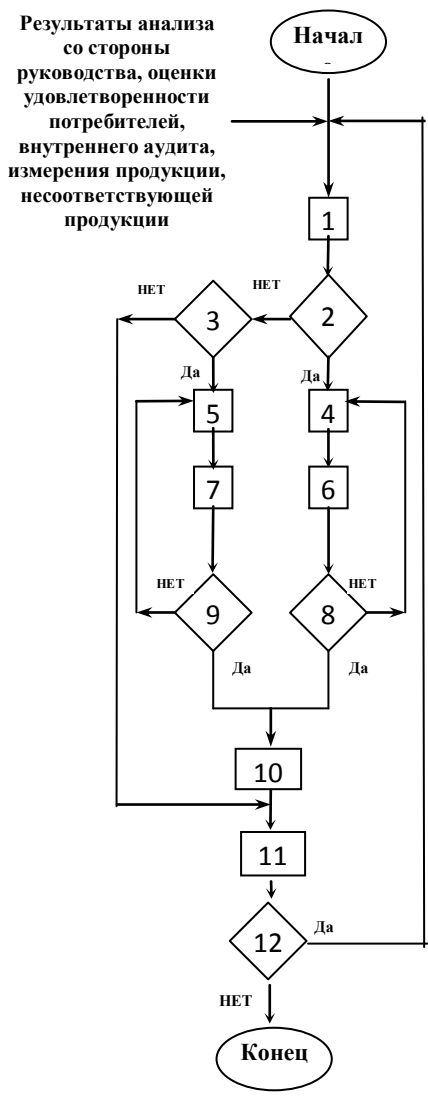 Результаты анализа
со стороны
руководства, оценки
удовлетворенности
потребителей,
внутреннего аудита,
измерения продукции,
несоответствующей
продукции
Начал
1
НЕТ
НЕТ
3
2
Да
Да
5
4
7
6
НЕТ
НЕТ
9
8
Да
Да
10
11
Да
12
НЕТ
Конец